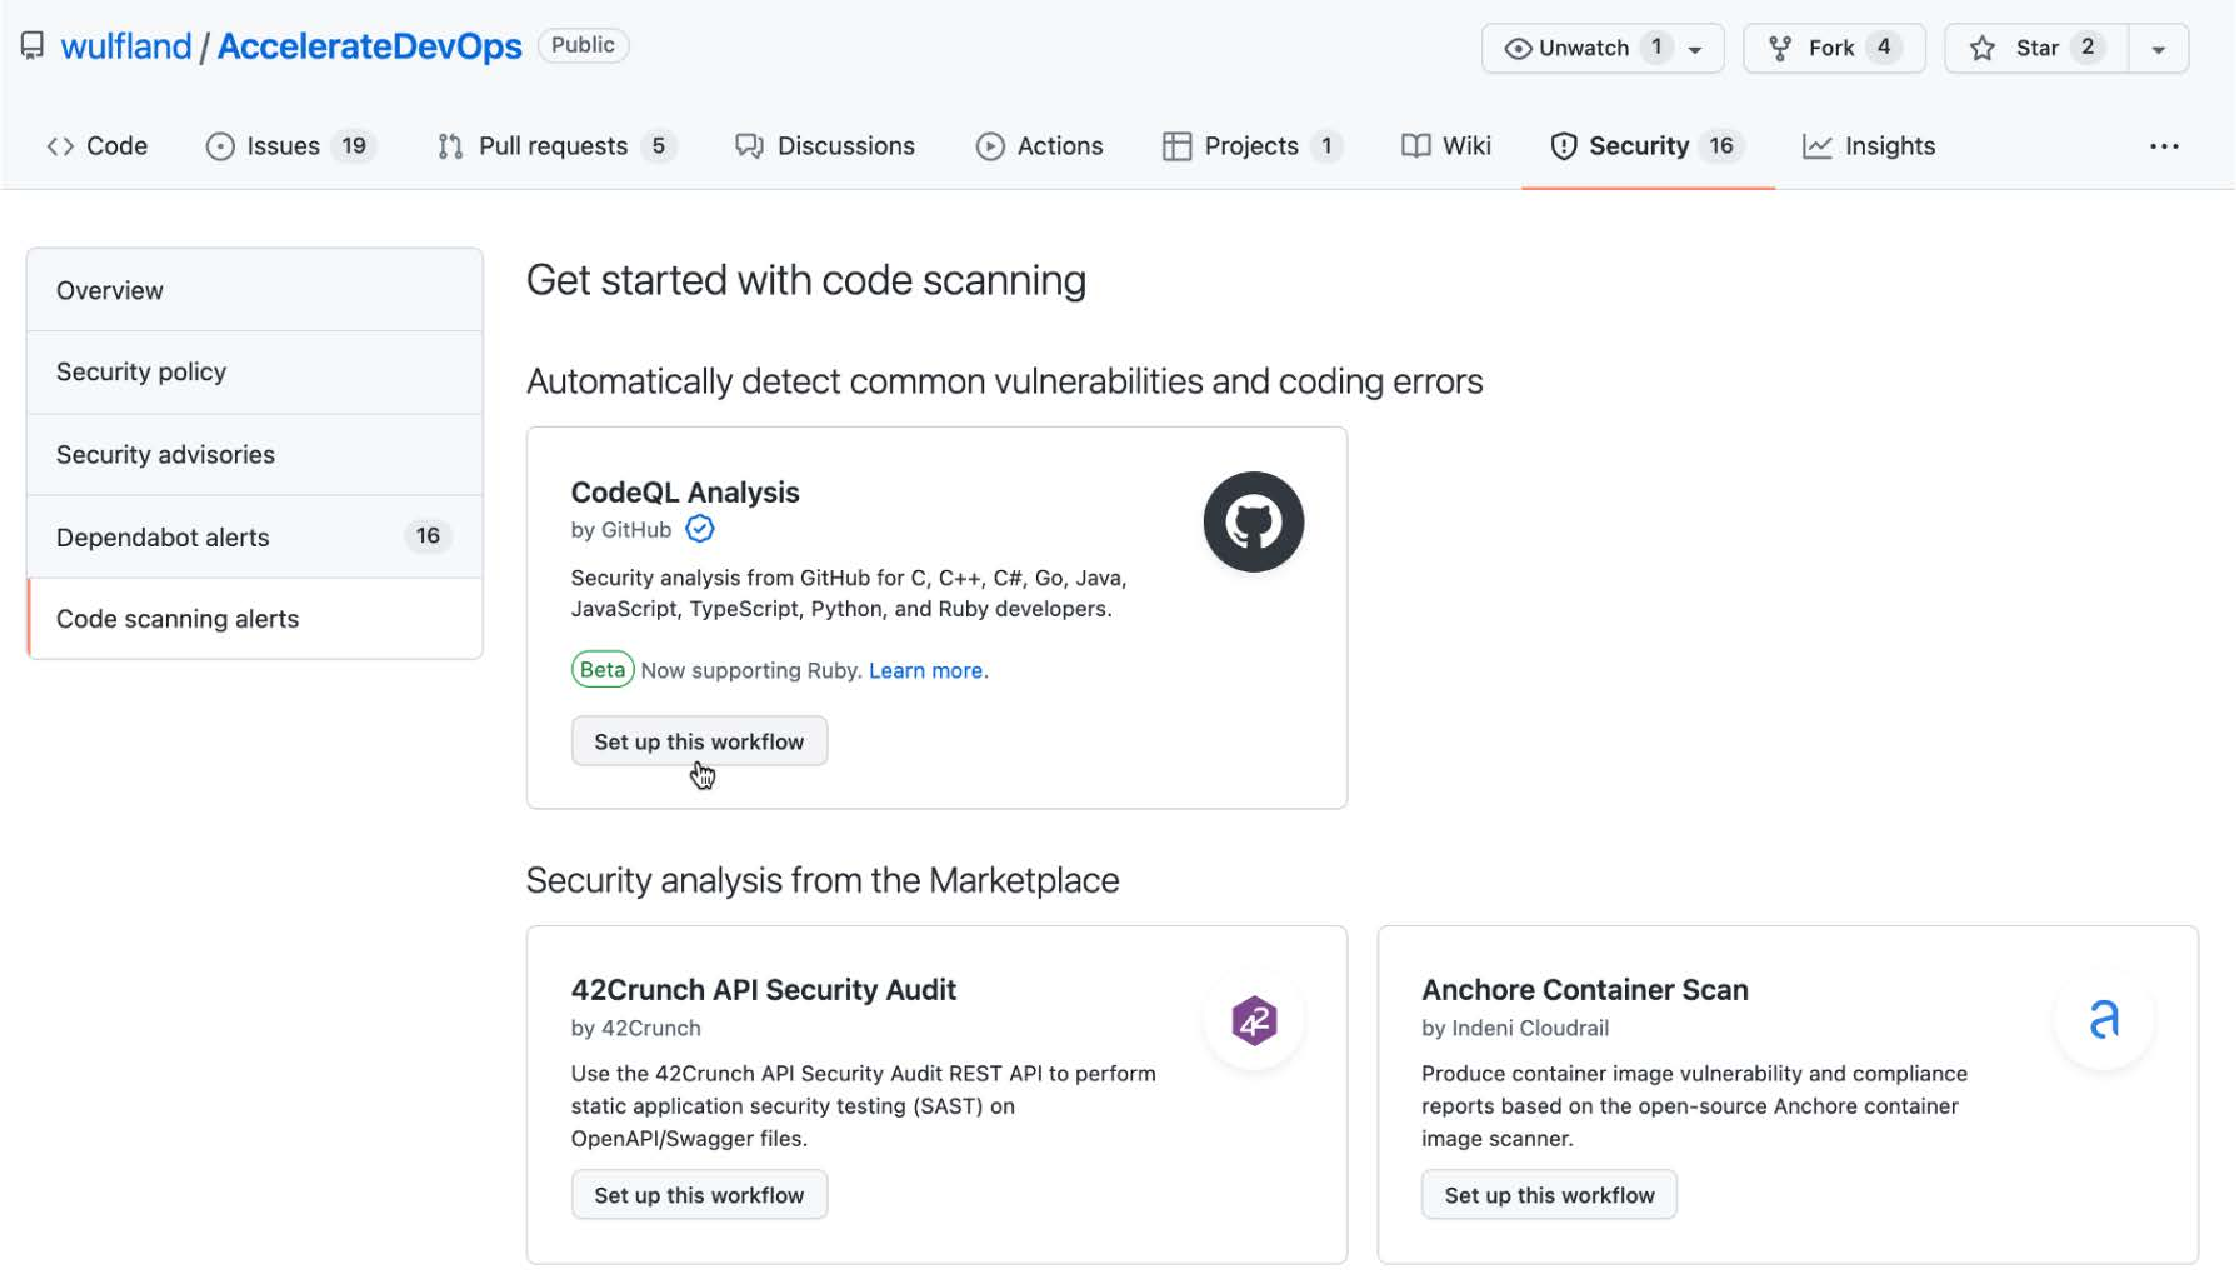 wulfland / AccelerateDevOps Public Unwatch 1 Fork 4 Star 2
Code Issues 19 Pull requests 5 Discussions Actions Projects 1 Wiki Security 16 Insights ...
Overview
Security policy
Security advisories
Dependabot alerts 16
Code scanning alerts
Get started with code scanning
Automatically detect common vulnerabilities and coding errors
CodeQL Analysis
by GitHub
Security analysis from GitHub for C, C++, C#, Go, Java,
JavaScript, TypeScript, Python, and Ruby developers.
Beta Now supporting Ruby. Learn more.
Set up this workflow
Security analysis from the Marketplace
42Crunch API Security Audit
by 42Crunch
Use the 42Crunch API Security Audit REST API to perform
static application security testing (SAST) on
OpenAPI/Swagger files.
Set up this workflow
42
Anchore Container Scan
by Indeni Cloudrail
Produce container image vulnerability and compliance
reports based on the open-source Anchore container
image scanner.
Set up this workflow
a